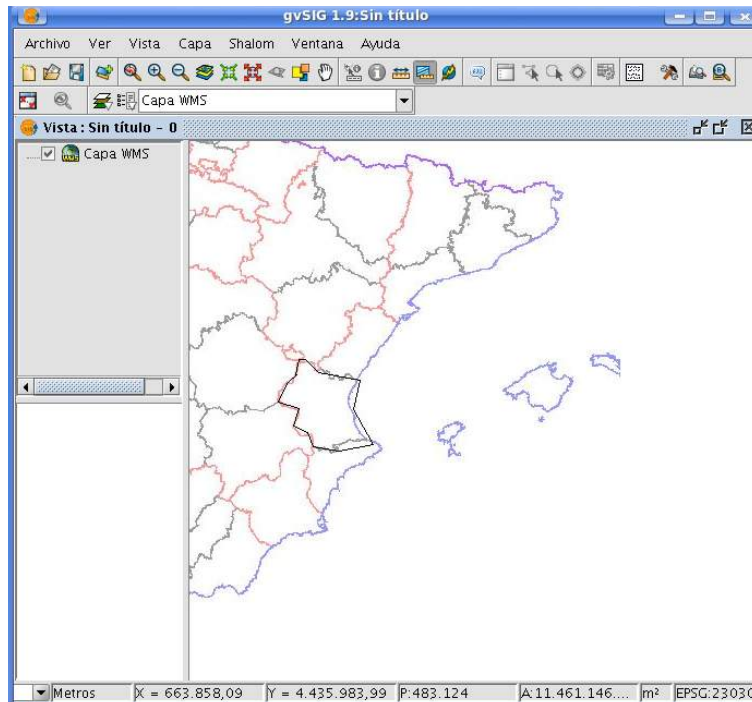 gvSIG 1.9:Sin título
Archivo Ver Vista Capa Shalom Ventana Ayuda
Capa WMS
Vista : Sin título - 0
Capa WMS
Metros X = 663.858,09 Y = 4.435.983,99 P:483.124 A:11.461.146.... m² EPSG:23030